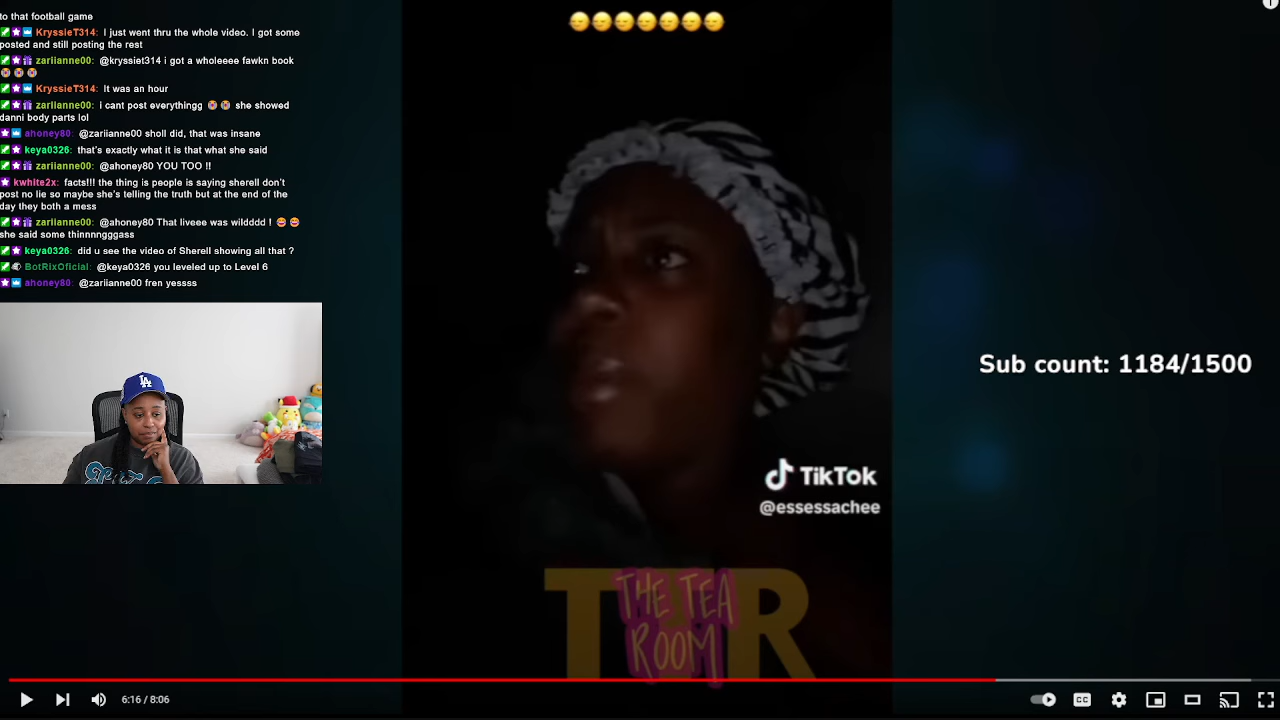 to that football game
KryssieT314: I just went thru the whole video. I got some
posted and still posting the rest
zariianne00: @kryssiet314 i got a wholeeee fawkn book
😭 😭 😭
KryssieT314: It was an hour
zariianne00: i cant post everythingg 😭 😭 she showed
danni body parts lol
ahoney80: @zariianne00 sholl did, that was insane
keya0326: that's exactly what it is that what she said
zariianne00: @ahoney80 YOU TOO !!
kwhite2x: facts!!! the thing is people is saying sherell don't
post no lie so maybe she's telling the truth but at the end of the
day they both a mess
zariianne00: @ahoney80 That liveee was wildddd !
she said some thinnnngggass
keya0326: did u see the video of Sherell showing all that ?
BotRixOficial: @keya0326 you leveled up to Level 6
ahoney80: @zariianne00 fren yessss
LA
Sub count: 1184/1500
TikTok
@essessachee
THE TEA
ROOM
6:16 / 8:06
CC